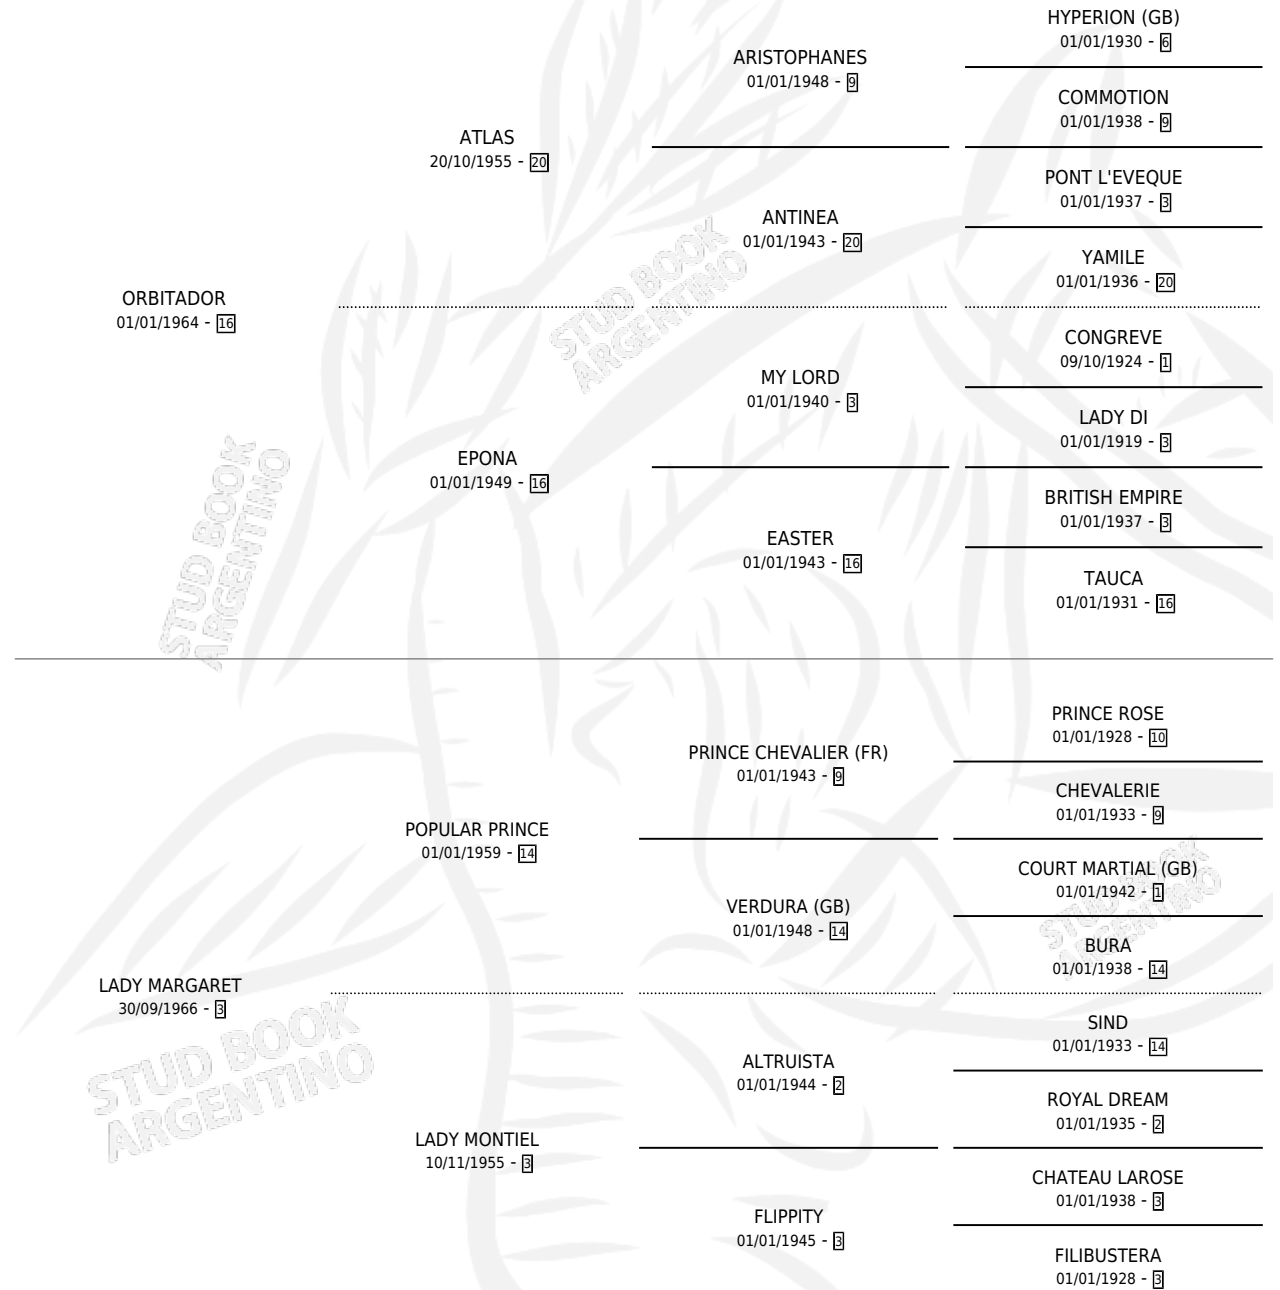 HYPERION (GB)
01/01/1930 - 6
ARISTOPHANES
01/01/1948 - 9
COMMOTION
01/01/1938 - 9
ATLAS
20/10/1955 - 20
PONT L'EVEQUE
01/01/1937 - 3
ANTINEA
01/01/1943 - 20
YAMILE
01/01/1936 - 20
ORBITADOR
01/01/1964 - 16
CONGREVE
09/10/1924 - 1
MY LORD
01/01/1940 - 3
LADY DI
01/01/1919 - 3
EPONA
01/01/1949 - 16
BRITISH EMPIRE
01/01/1937 - 3
EASTER
01/01/1943 - 16
TAUCA
01/01/1931 - 16
PRINCE ROSE
01/01/1928 - 10
PRINCE CHEVALIER (FR)
01/01/1943 - 9
CHEVALERIE
01/01/1933 - 9
POPULAR PRINCE
01/01/1959 - 14
COURT MARTIAL (GB)
01/01/1942 - 1
VERDURA (GB)
01/01/1948 - 14
BURA
01/01/1938 - 14
LADY MARGARET
30/09/1966 - 3
SIND
01/01/1933 - 14
ALTRUISTA
01/01/1944 - 2
ROYAL DREAM
01/01/1935 - 2
LADY MONTIEL
10/11/1955 - 3
CHATEAU LAROSE
01/01/1938 - 3
FLIPPITY
01/01/1945 - 3
FILIBUSTERA
01/01/1928 - 3
STUD BOOK
ARGENTINO
STUD BOOK
ARGENTINO
STUD BOOK
ARGENTINO
STUD BOOK
ARGENTINO